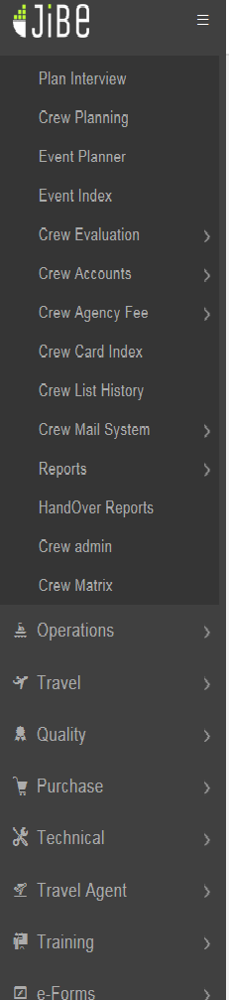 JiBE
Plan Interview
Crew Planning
Event Planner
Event Index
Crew Evaluation
Crew Accounts
Crew Agency Fee
Crew Card Index
Crew List History
Crew Mail System
Reports
HandOver Reports
Crew admin
Crew Matrix
Operations
Travel
Quality
Purchase
Technical
Travel Agent
Training
e-Forms